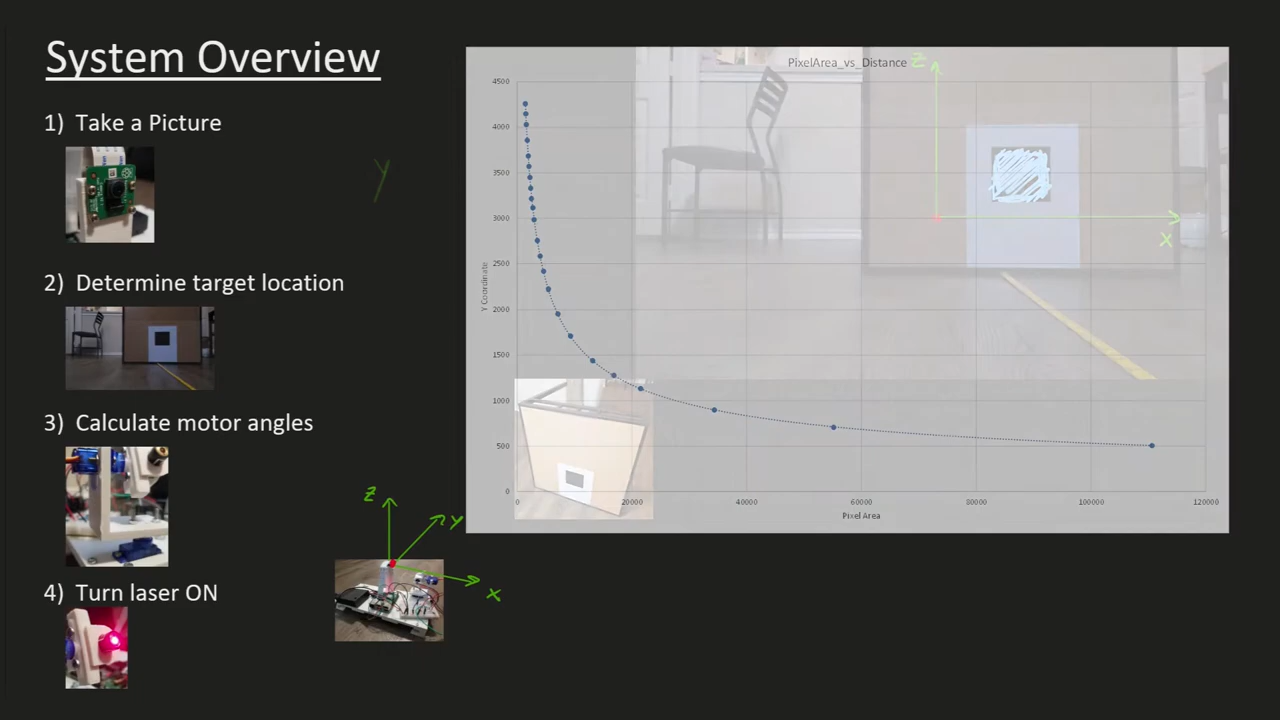 System Overview
1) Take a Picture
2) Determine target location
3) Calculate motor angles
4) Turn laser ON
Y
Z
Y
X
PixelArea_vs_Distance
Z
X
Y Coordinate
4500
4000
3500
3000
2500
2000
1500
1000
500
0
0 20000 40000 60000 80000 100000 120000
Pixel Area